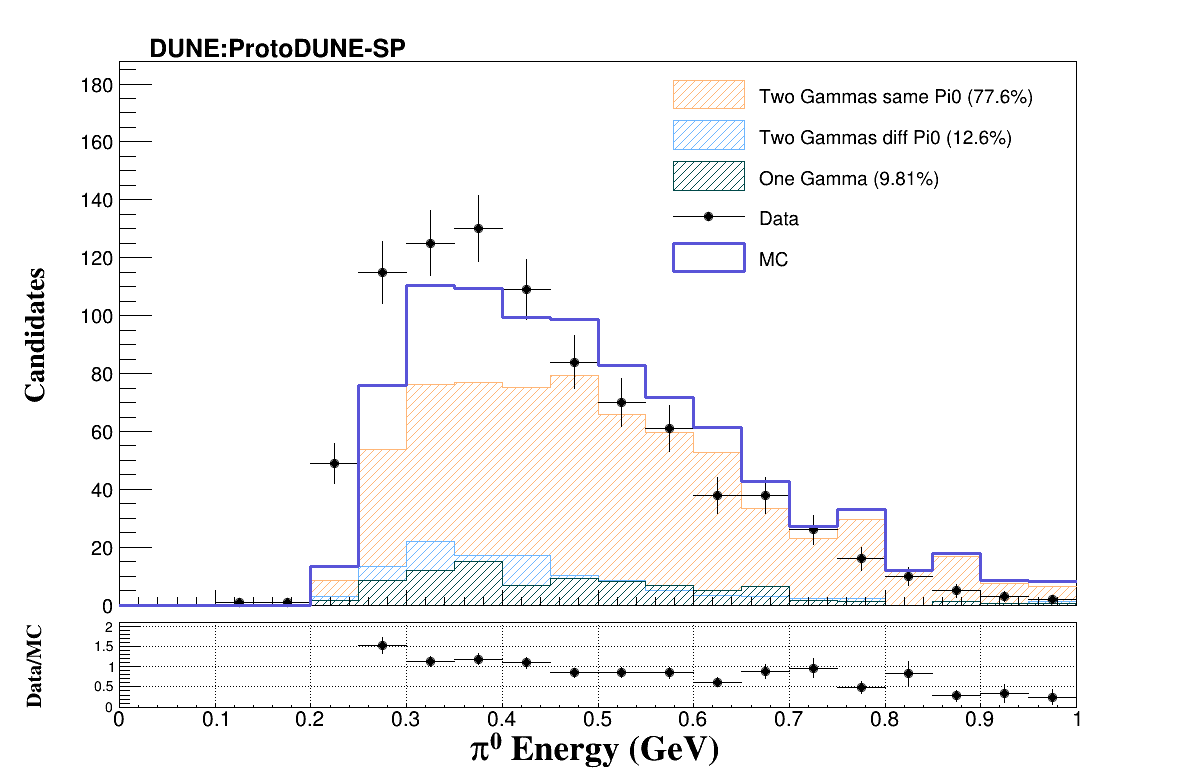 DUNE:ProtoDUNE-SP
180
160
140
120
100
80
60
40
20
0
Candidates
Two Gammas same Pi0 (77.6%)
Two Gammas diff Pi0 (12.6%)
One Gamma (9.81%)
Data
MC
2
1.5
1
0.5
0
Data/MC
0 0.1 0.2 0.3 0.4 0.5 0.6 0.7 0.8 0.9 1
π⁰ Energy (GeV)